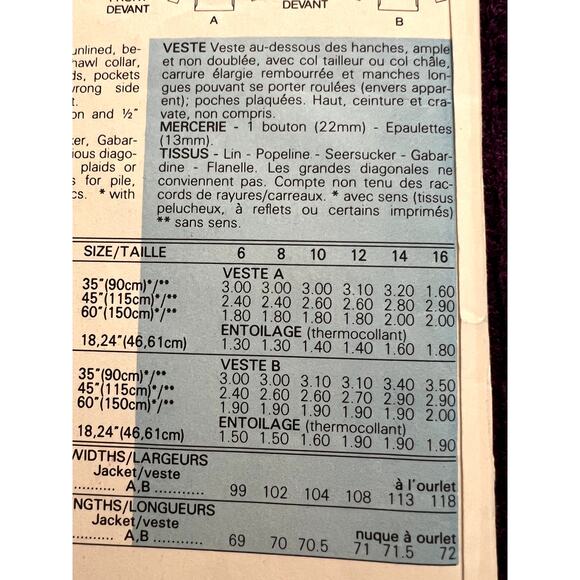 DEVANT
DEVANT
A
B
unlined, be-
hawl collar,
ds, pockets
wrong side
t.
on and ½"
er, Gabar-
ious diago-
plaids or
s for pile,
cs. * with
VESTE Veste au-dessous des hanches, ample
et non doublée, avec col tailleur ou col châle,
carrure élargie rembourrée et manches lon-
gues pouvant se porter roulées (envers appar-
ent); poches plaquées. Haut, ceinture et cra-
vate, non compris.
MERCERIE - 1 bouton (22mm) - Epaulettes
(13mm).
TISSUS - Lin - Popeline - Seersucker - Gabar-
dine - Flanelle. Les grandes diagonales ne
conviennent pas. Compte non tenu des rac-
cords de rayures/carreaux. * avec sens (tissus
pelucheux, à reflets ou certains imprimés)
** sans sens.
SIZE/TAILLE 6 8 10 12 14 16
VESTE A
35"(90cm)*/** 3.00 3.00 3.00 3.10 3.20 1.60
45"(115cm)*/** 2.40 2.40 2.60 2.60 2.80 2.90
60"(150cm)*/** 1.80 1.80 1.80 1.80 2.00 2.00
ENTOILAGE (thermocollant)
18,24"(46,61cm) 1.30 1.30 1.40 1.40 1.60 1.80
VESTE B
35"(90cm)*/** 3.00 3.00 3.10 3.10 3.40 3.50
45"(115cm)*/** 2.40 2.60 2.60 2.70 2.90 2.90
60"(150cm)*/** 1.90 1.90 1.90 1.90 1.90 2.00
ENTOILAGE (thermocollant)
18,24"(46,61cm) 1.50 1.50 1.60 1.60 1.90 1.90
WIDTHS/LARGEURS
Jacket/veste à l'ourlet
.......... A,B ........... 99 102 104 108 113 118
NGTHS/LONGUEURS
Jacket/veste nuque à ourlet
.......... A,B ........... 69 70 70.5 71 71.5 72